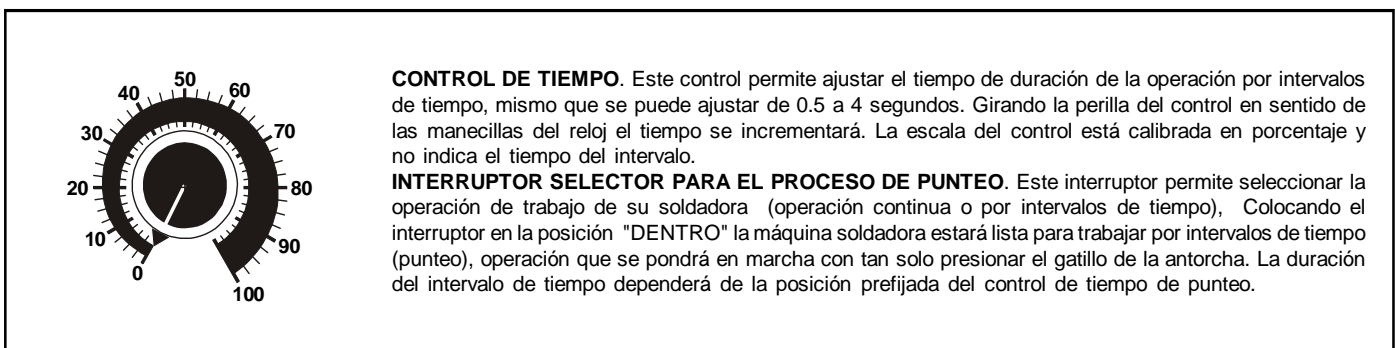 50
40
60
30
70
20
80
10
90
0
100
CONTROL DE TIEMPO. Este control permite ajustar el tiempo de duración de la operación por intervalos
de tiempo, mismo que se puede ajustar de 0.5 a 4 segundos. Girando la perilla del control en sentido de
las manecillas del reloj el tiempo se incrementará. La escala del control está calibrada en porcentaje y
no indica el tiempo del intervalo.
INTERRUPTOR SELECTOR PARA EL PROCESO DE PUNTEO. Este interruptor permite seleccionar la
operación de trabajo de su soldadora (operación continua o por intervalos de tiempo), Colocando el
interruptor en la posición "DENTRO" la máquina soldadora estará lista para trabajar por intervalos de tiempo
(punteo), operación que se pondrá en marcha con tan solo presionar el gatillo de la antorcha. La duración
del intervalo de tiempo dependerá de la posición prefijada del control de tiempo de punteo.